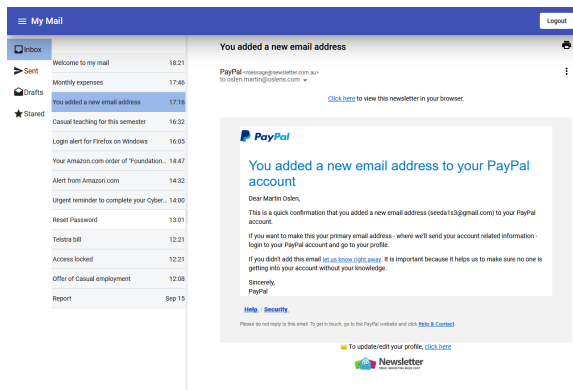 My Mail
Logout
Inbox
Sent
Drafts
Stared
Welcome to my mail 18:21
Monthly expenses 17:46
You added a new email address 17:16
Casual teaching for this semester 16:32
Login alert for Firefox on Windows 16:05
Your Amazon.com order of "Foundation... 14:47
Alert from Amazon.com 14:32
Urgent reminder to complete your Cyber... 14:00
Reset Password 13:01
Telstra bill 12:21
Access locked 12:21
Offer of Casual employment 12:08
Report Sep 15
You added a new email address
PayPal <message@newsletter.com.au>
to oslen.martin@oslens.com
Click here to view this newsletter in your browser.
PayPal
You added a new email address to your PayPal
account
Dear Martin Oslen,
This is a quick confirmation that you added a new email address (seeda1s3@gmail.com) to your PayPal
account.
If you want to make this your primary email address - where we'll send your account related information -
login to your PayPal account and go to your profile.
If you didn't add this email let us know right away. It is important because it helps us to make sure no one is
getting into your account without your knowledge.
Sincerely,
PayPal
Help | Security
Please do not reply to this email. To get in touch, go to the PayPal website and click Help & Contact
To update/edit your profile, click here
Newsletter
EMAIL MARKETING MADE EASY